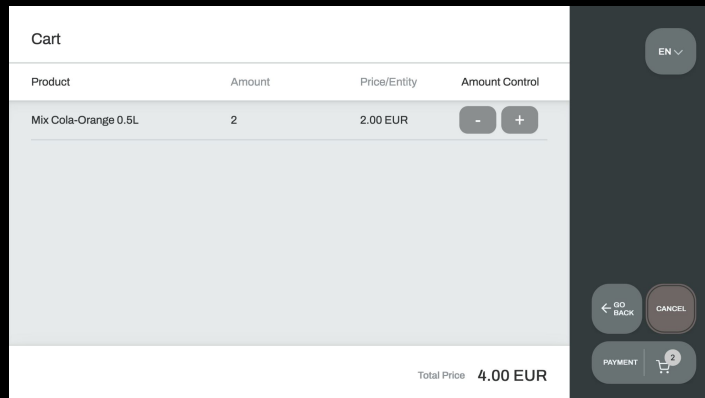 Cart
EN
Product Amount Price/Entity Amount Control
Mix Cola-Orange 0.5L 2 2.00 EUR - +
GO
BACK
CANCEL
PAYMENT 2
Total Price 4.00 EUR